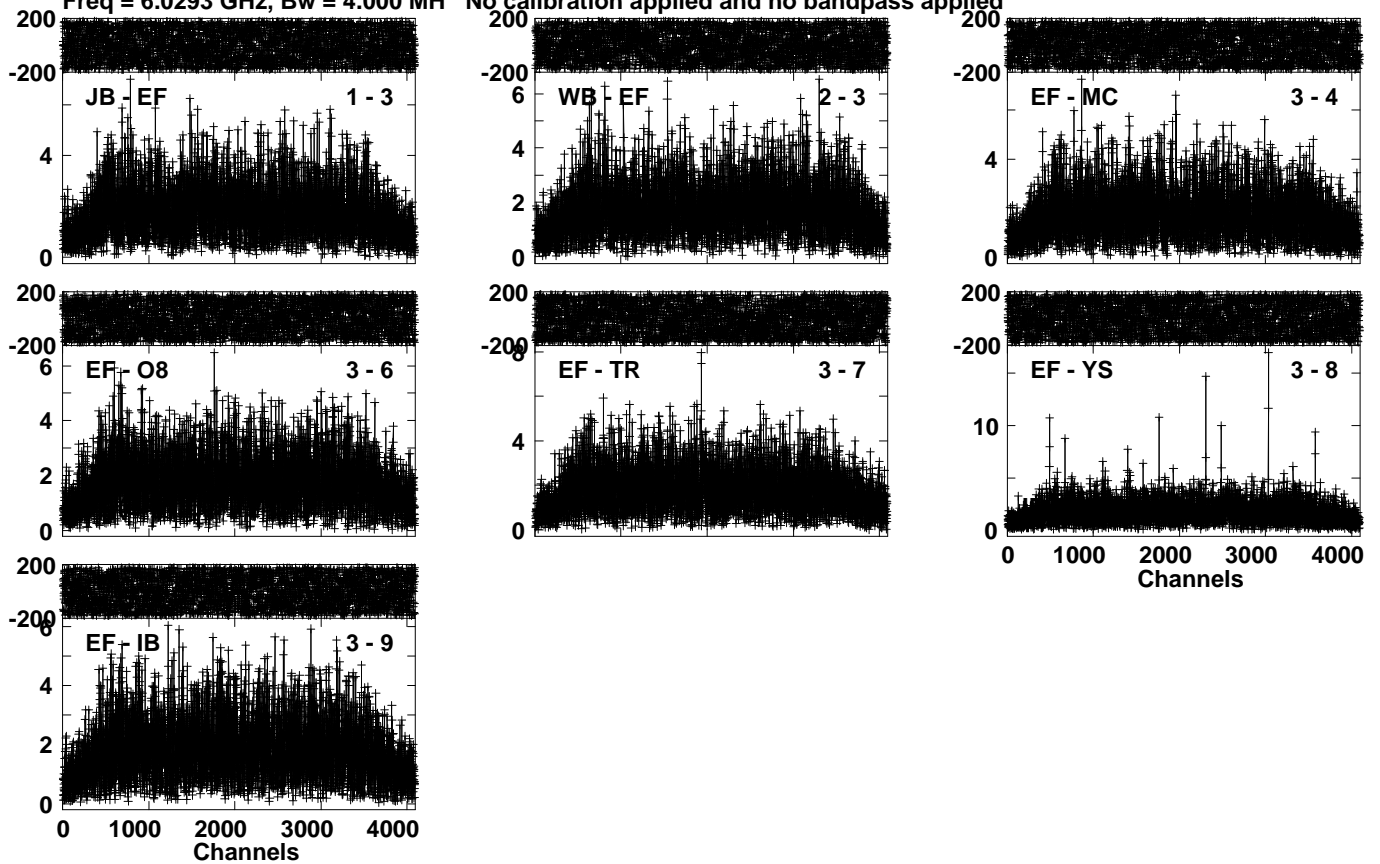 Freq = 6.0293 GHz, Bw = 4.000 MH No calibration applied and no bandpass applied
200
-200
JB - EF 1 - 3
4
0
200
-200
WB - EF 2 - 3
6
4
2
0
200
-200
EF - MC 3 - 4
4
0
200
-200
EF - O8 3 - 6
6
4
2
0
200
-200
EF - TR 3 - 7
8
4
0
200
-200
EF - YS 3 - 8
10
0
0 1000 2000 3000 4000
Channels
200
-200
EF - IB 3 - 9
6
4
2
0
0 1000 2000 3000 4000
Channels